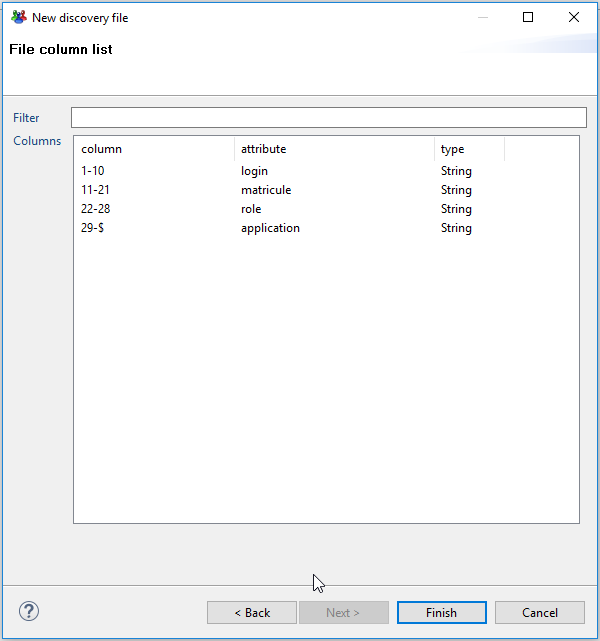 New discovery file
File column list
Filter
Columns
column attribute type
1-10 login String
11-21 matricule String
22-28 role String
29-$ application String
?
< Back Next > Finish Cancel